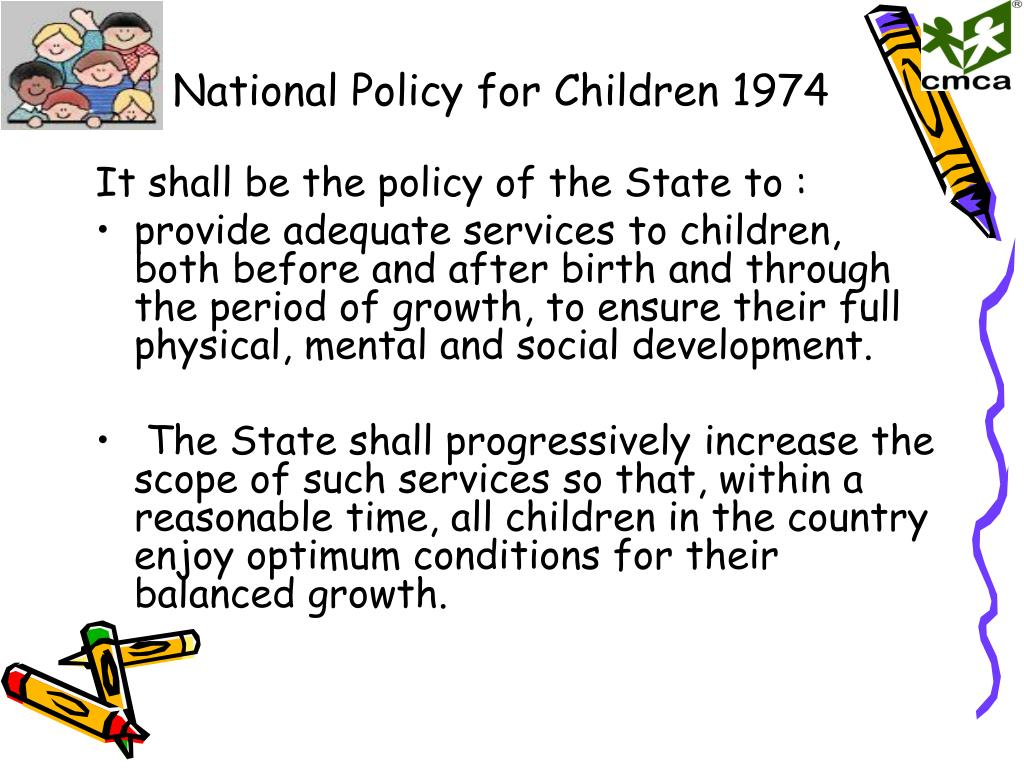 cmca
®
National Policy for Children 1974
It shall be the policy of the State to :
• provide adequate services to children,
both before and after birth and through
the period of growth, to ensure their full
physical, mental and social development.
• The State shall progressively increase the
scope of such services so that, within a
reasonable time, all children in the country
enjoy optimum conditions for their
balanced growth.